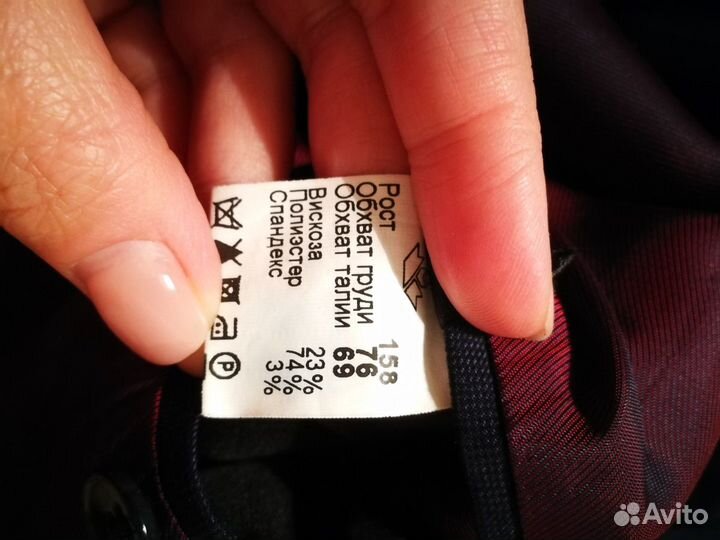 Рост 158
Обхват груди 76
Обхват талии 69
Вискоза 23%
Полиэстер 74%
Спандекс 3%
P
Avito